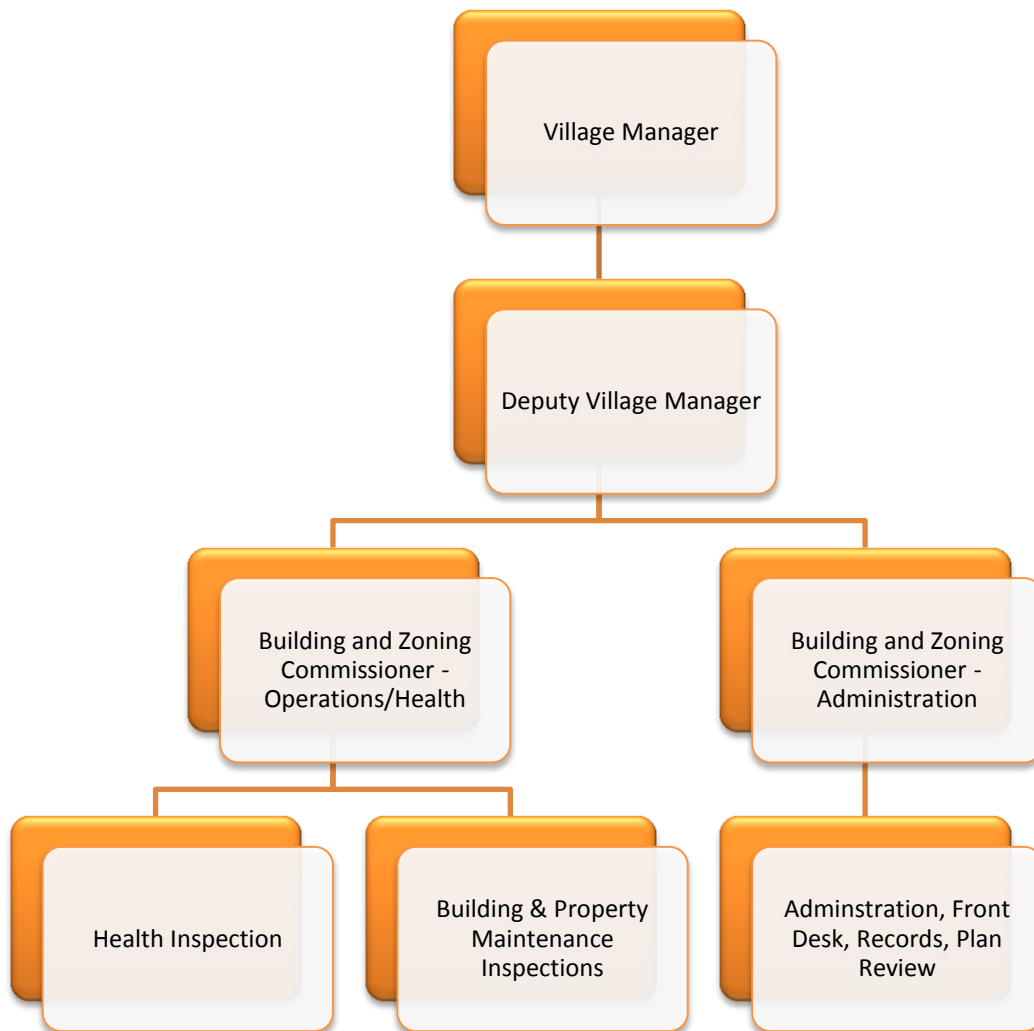 Village Manager
Deputy Village Manager
Building and Zoning
Commissioner -
Operations/Health
Building and Zoning
Commissioner -
Administration
Health Inspection
Building & Property
Maintenance
Inspections
Adminstration, Front
Desk, Records, Plan
Review